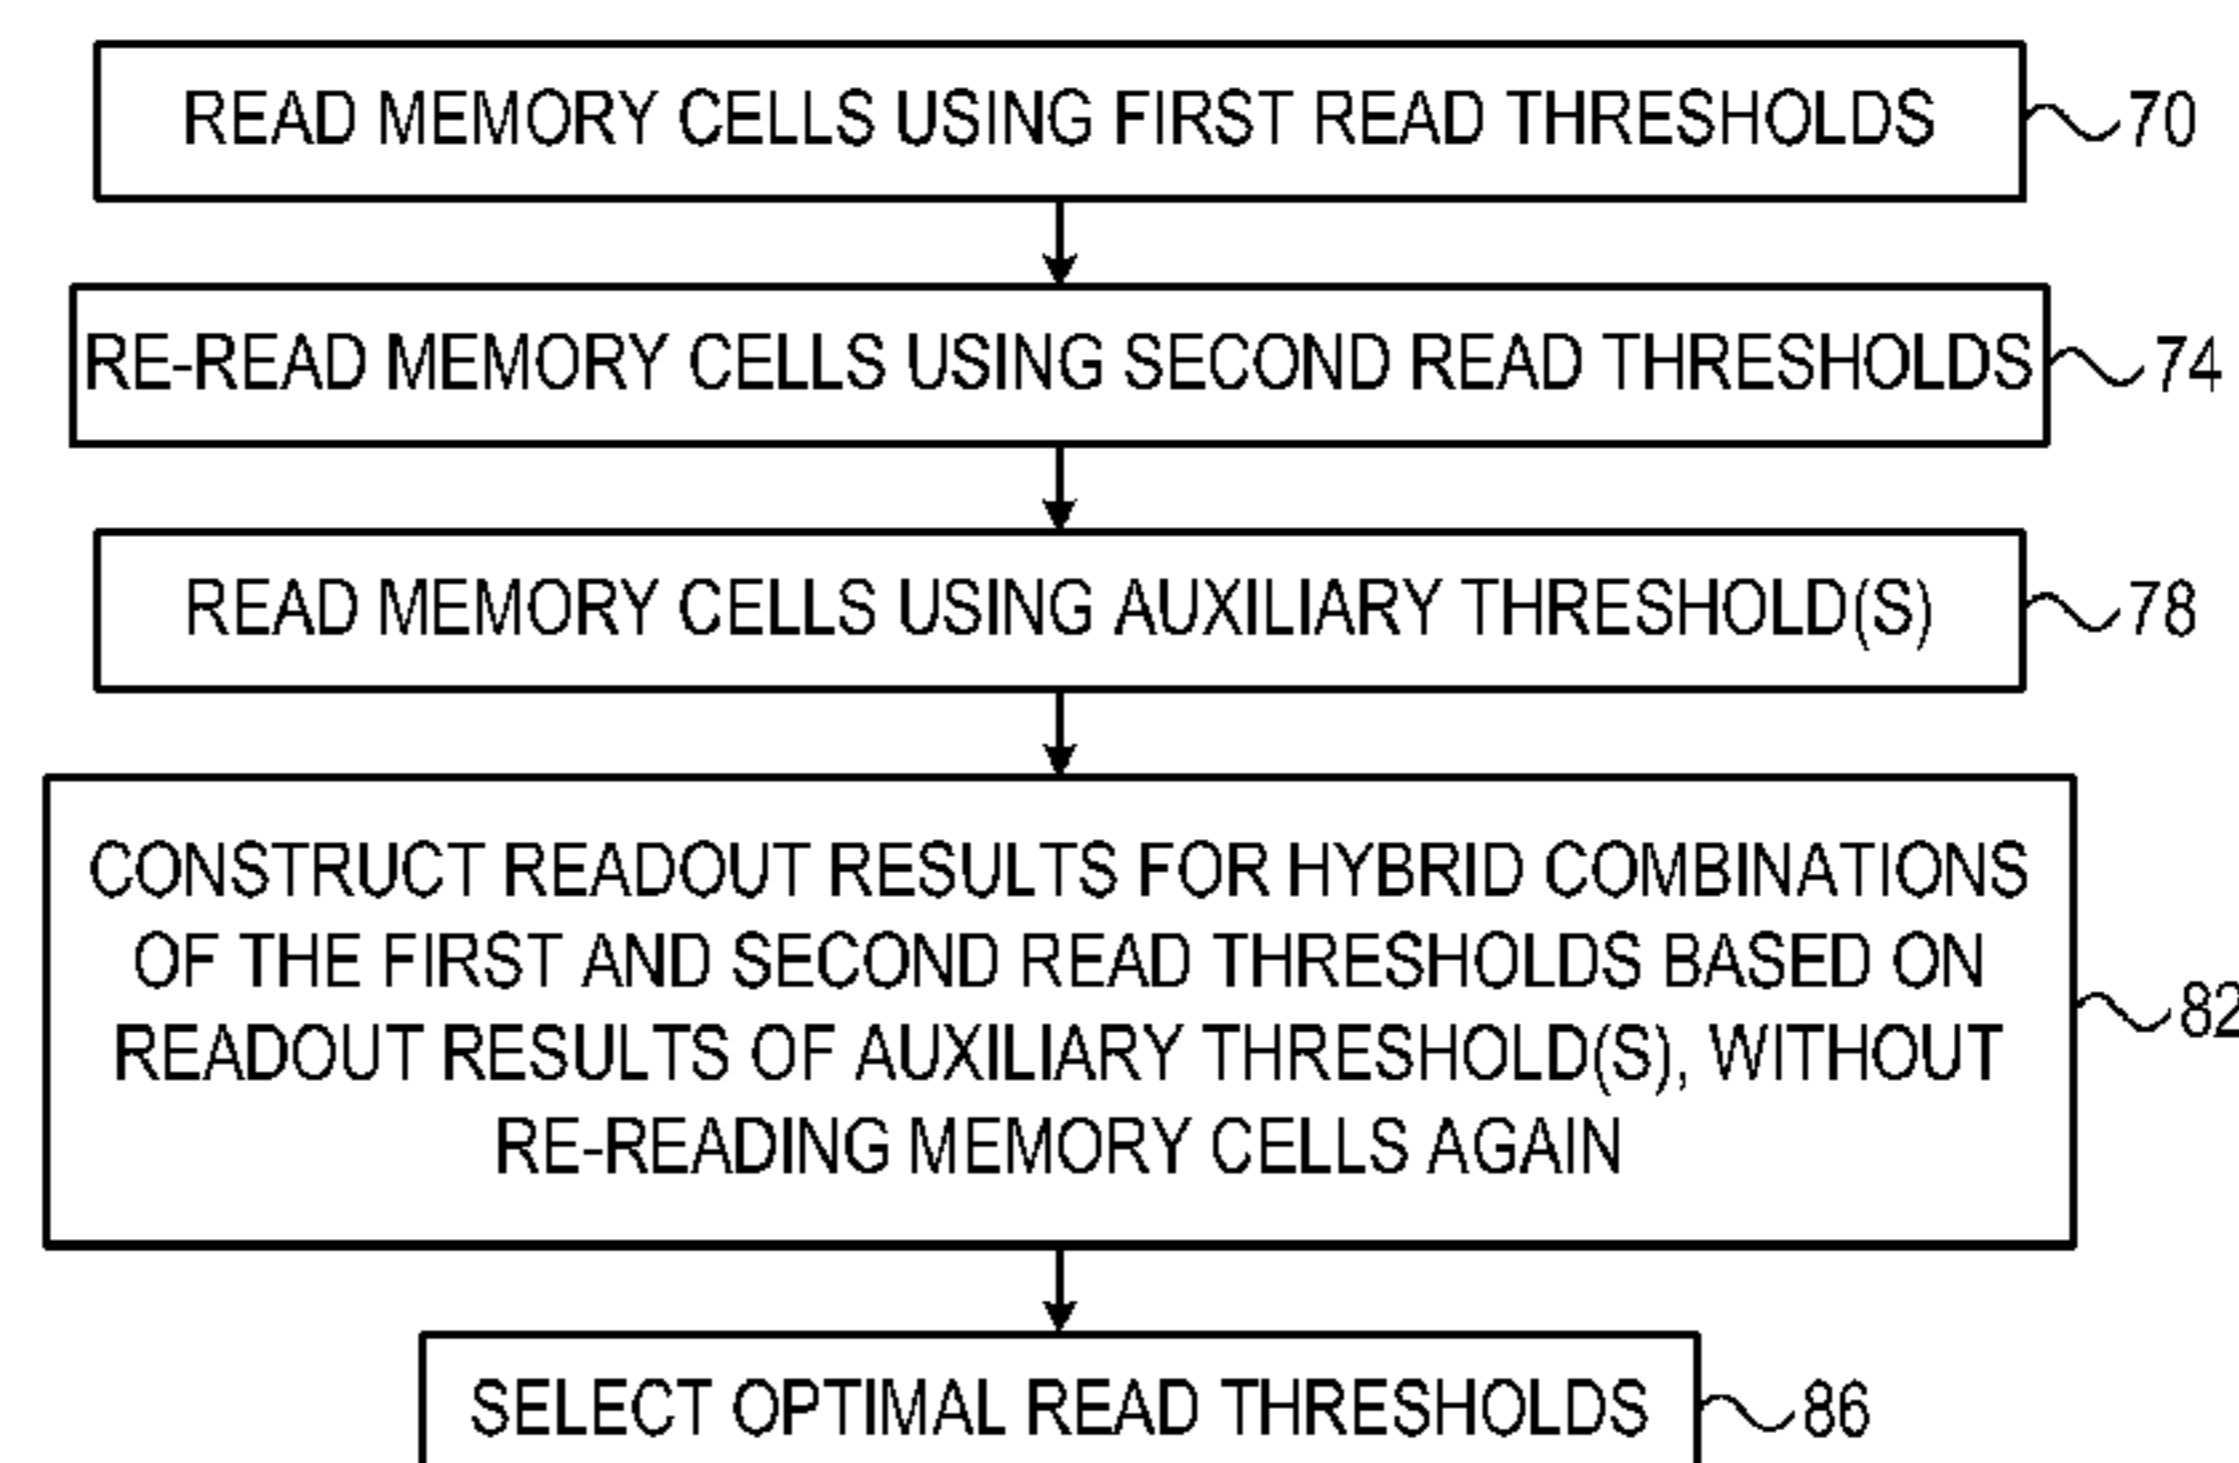 READ MEMORY CELLS USING FIRST READ THRESHOLDS
70
RE-READ MEMORY CELLS USING SECOND READ THRESHOLDS
74
READ MEMORY CELLS USING AUXILIARY THRESHOLD(S)
78
CONSTRUCT READOUT RESULTS FOR HYBRID COMBINATIONS
OF THE FIRST AND SECOND READ THRESHOLDS BASED ON
READOUT RESULTS OF AUXILIARY THRESHOLD(S), WITHOUT
RE-READING MEMORY CELLS AGAIN
82
SELECT OPTIMAL READ THRESHOLDS
86